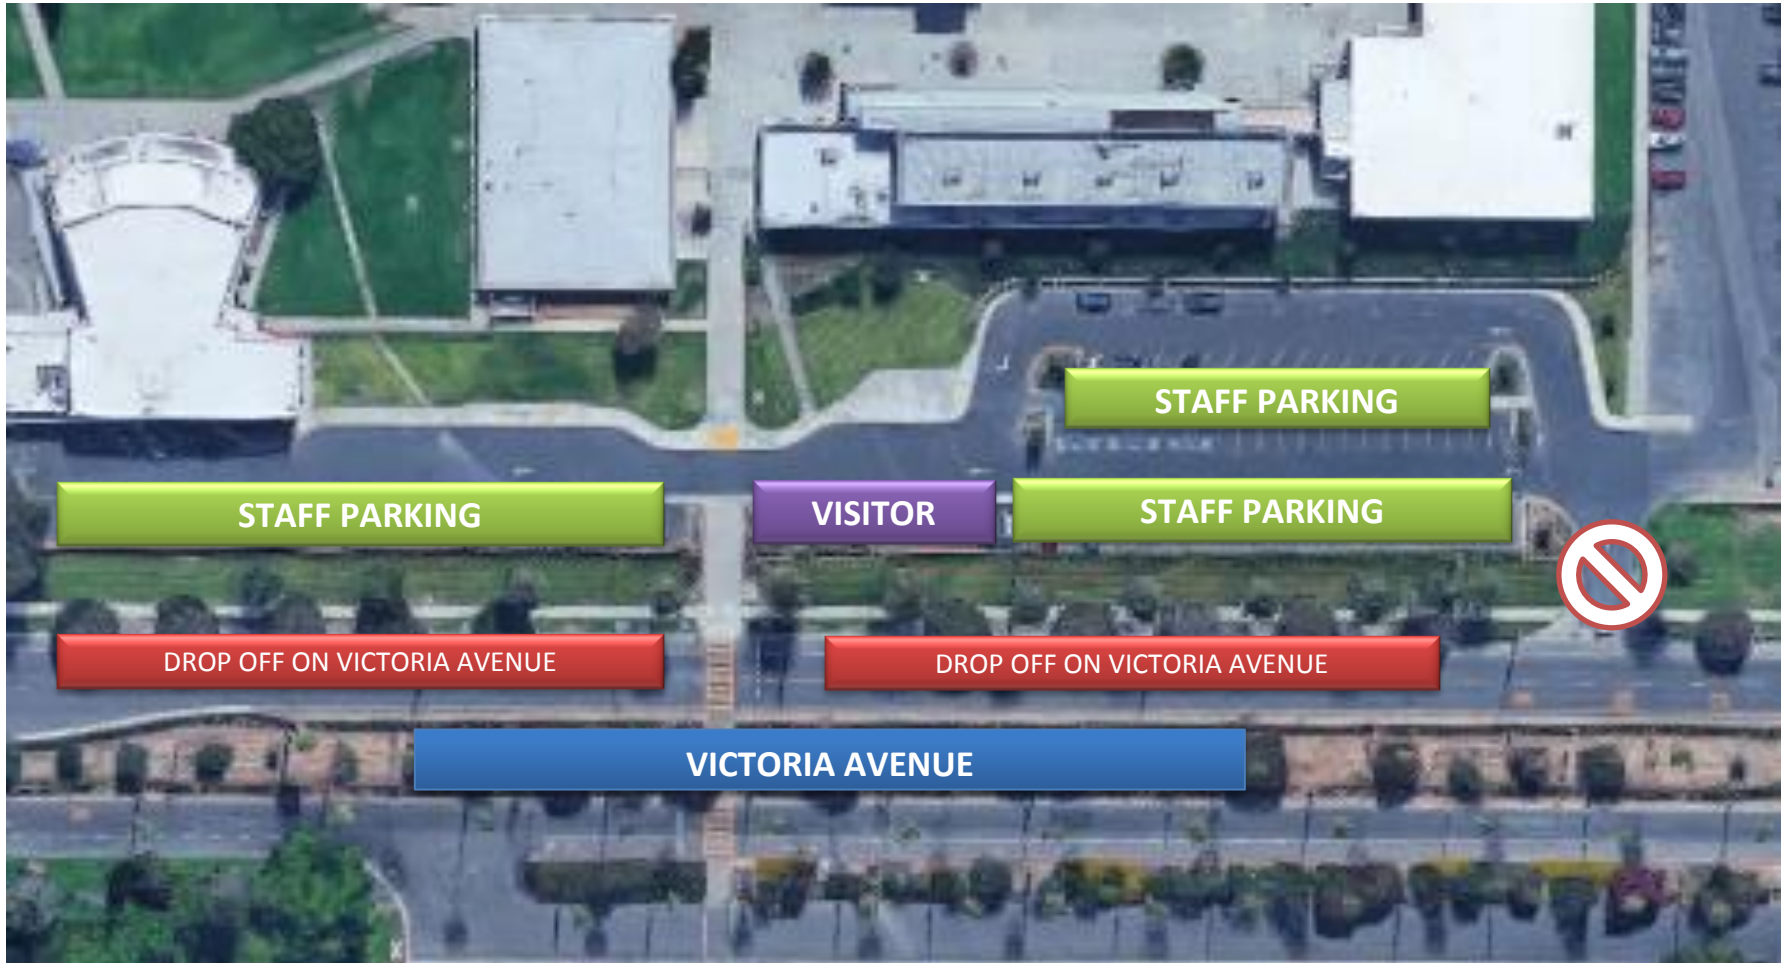 STAFF PARKING
STAFF PARKING
VISITOR
STAFF PARKING
DROP OFF ON VICTORIA AVENUE
DROP OFF ON VICTORIA AVENUE
VICTORIA AVENUE